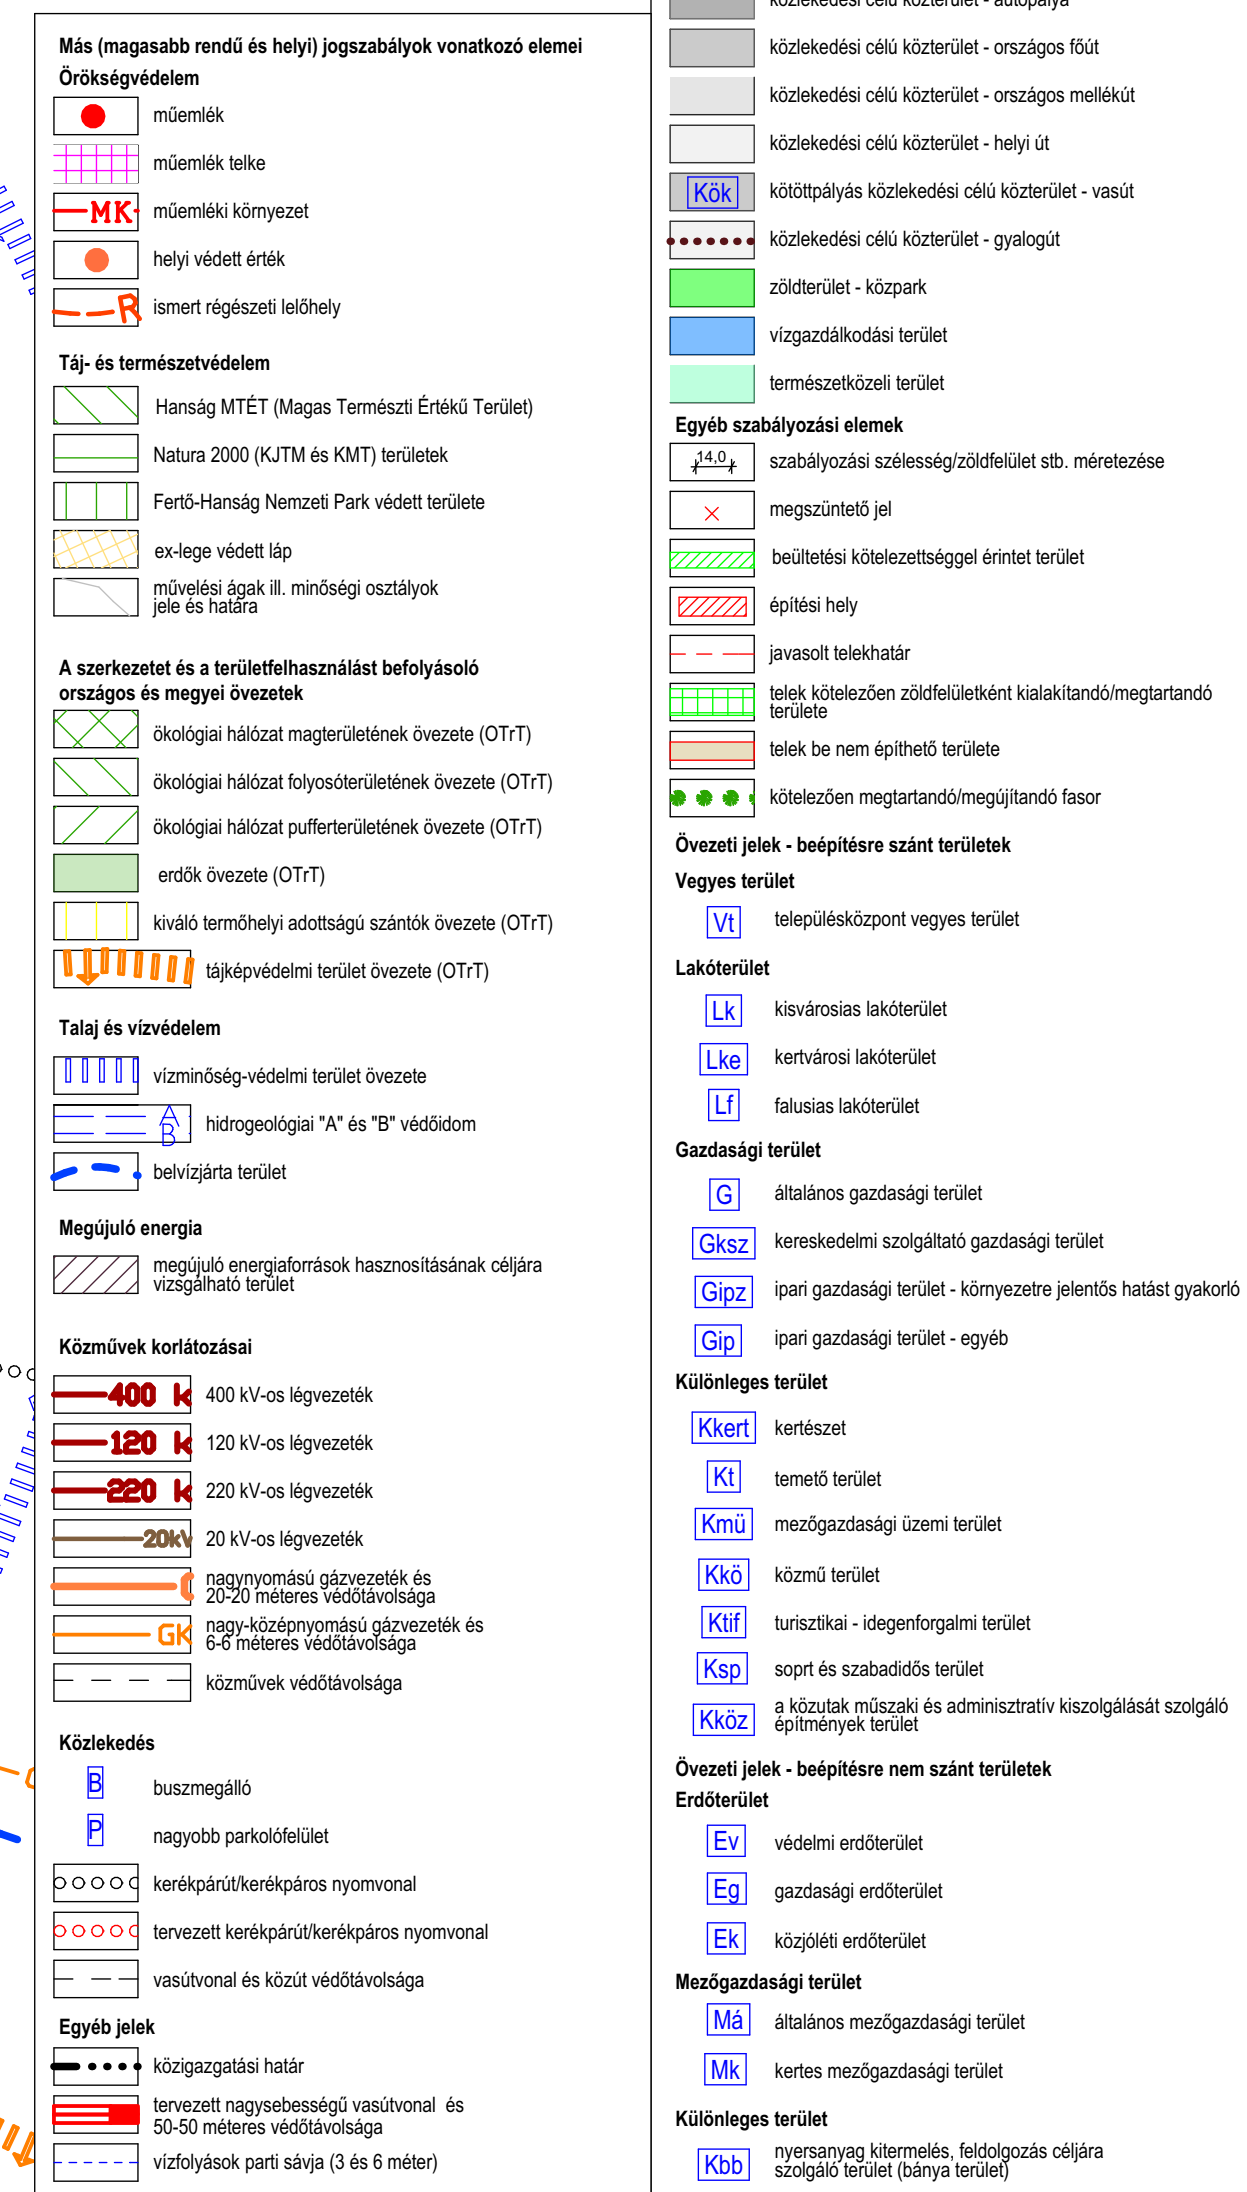 Más (magasabb rendű és helyi) jogszabályok vonatkozó elemei
Örökségvédelem
műemlék
műemlék telke
MK műemléki környezet
helyi védett érték
R ismert régészeti lelőhely
Táj- és természetvédelem
Hanság MTÉT (Magas Természti Értékű Terület)
Natura 2000 (KJTM és KMT) területek
Fertő-Hanság Nemzeti Park védett területe
ex-lege védett láp
művelési ágak ill. minőségi osztályok
jele és határa
A szerkezetet és a területfelhasználást befolyásoló
országos és megyei övezetek
ökológiai hálózat magterületének övezete (OTrT)
ökológiai hálózat folyosóterületének övezete (OTrT)
ökológiai hálózat pufferterületének övezete (OTrT)
erdők övezete (OTrT)
kiváló termőhelyi adottságú szántók övezete (OTrT)
tájképvédelmi terület övezete (OTrT)
Talaj és vízvédelem
vízminőség-védelmi terület övezete
A
B
hidrogeológiai "A" és "B" védőidom
belvízjárta terület
Megújuló energia
megújuló energiaforrások hasznosításának céljára
vizsgálható terület
Közművek korlátozásai
400 k 400 kV-os légvezeték
120 k 120 kV-os légvezeték
220 k 220 kV-os légvezeték
20kV 20 kV-os légvezeték
nagynyomású gázvezeték és
20-20 méteres védőtávolsága
GK nagy-középnyomású gázvezeték és
6-6 méteres védőtávolsága
közművek védőtávolsága
Közlekedés
B buszmegálló
P nagyobb parkolófelület
kerékpárút/kerékpáros nyomvonal
tervezett kerékpárút/kerékpáros nyomvonal
vasútvonal és közút védőtávolsága
Egyéb jelek
közigazgatási határ
tervezett nagysebességű vasútvonal és
50-50 méteres védőtávolsága
vízfolyások parti sávja (3 és 6 méter)
közlekedési célú közterület - autópálya
közlekedési célú közterület - országos főút
közlekedési célú közterület - országos mellékút
közlekedési célú közterület - helyi út
Kök kötöttpályás közlekedési célú közterület - vasút
közlekedési célú közterület - gyalogút
zöldterület - közpark
vízgazdálkodási terület
természetközeli terület
Egyéb szabályozási elemek
14,0 szabályozási szélesség/zöldfelület stb. méretezése
megszüntető jel
beültetési kötelezettséggel érintet terület
építési hely
javasolt telekhatár
telek kötelezően zöldfelületként kialakítandó/megtartandó
területe
telek be nem építhető területe
kötelezően megtartandó/megújítandó fasor
Övezeti jelek - beépítésre szánt területek
Vegyes terület
Vt településközpont vegyes terület
Lakóterület
Lk kisvárosias lakóterület
Lke kertvárosi lakóterület
Lf falusias lakóterület
Gazdasági terület
G általános gazdasági terület
Gksz kereskedelmi szolgáltató gazdasági terület
Gipz ipari gazdasági terület - környezetre jelentős hatást gyakorló
Gip ipari gazdasági terület - egyéb
Különleges terület
Kkert kertészet
Kt temető terület
Kmü mezőgazdasági üzemi terület
Kkö közmű terület
Ktif turisztikai - idegenforgalmi terület
Ksp soprt és szabadidős terület
Kköz a közutak műszaki és adminisztratív kiszolgálását szolgáló
építmények terület
Övezeti jelek - beépítésre nem szánt területek
Erdőterület
Ev védelmi erdőterület
Eg gazdasági erdőterület
Ek közjóléti erdőterület
Mezőgazdasági terület
Má általános mezőgazdasági terület
Mk kertes mezőgazdasági terület
Különleges terület
Kbb nyersanyag kitermelés, feldolgozás céljára
szolgáló terület (bánya terület)